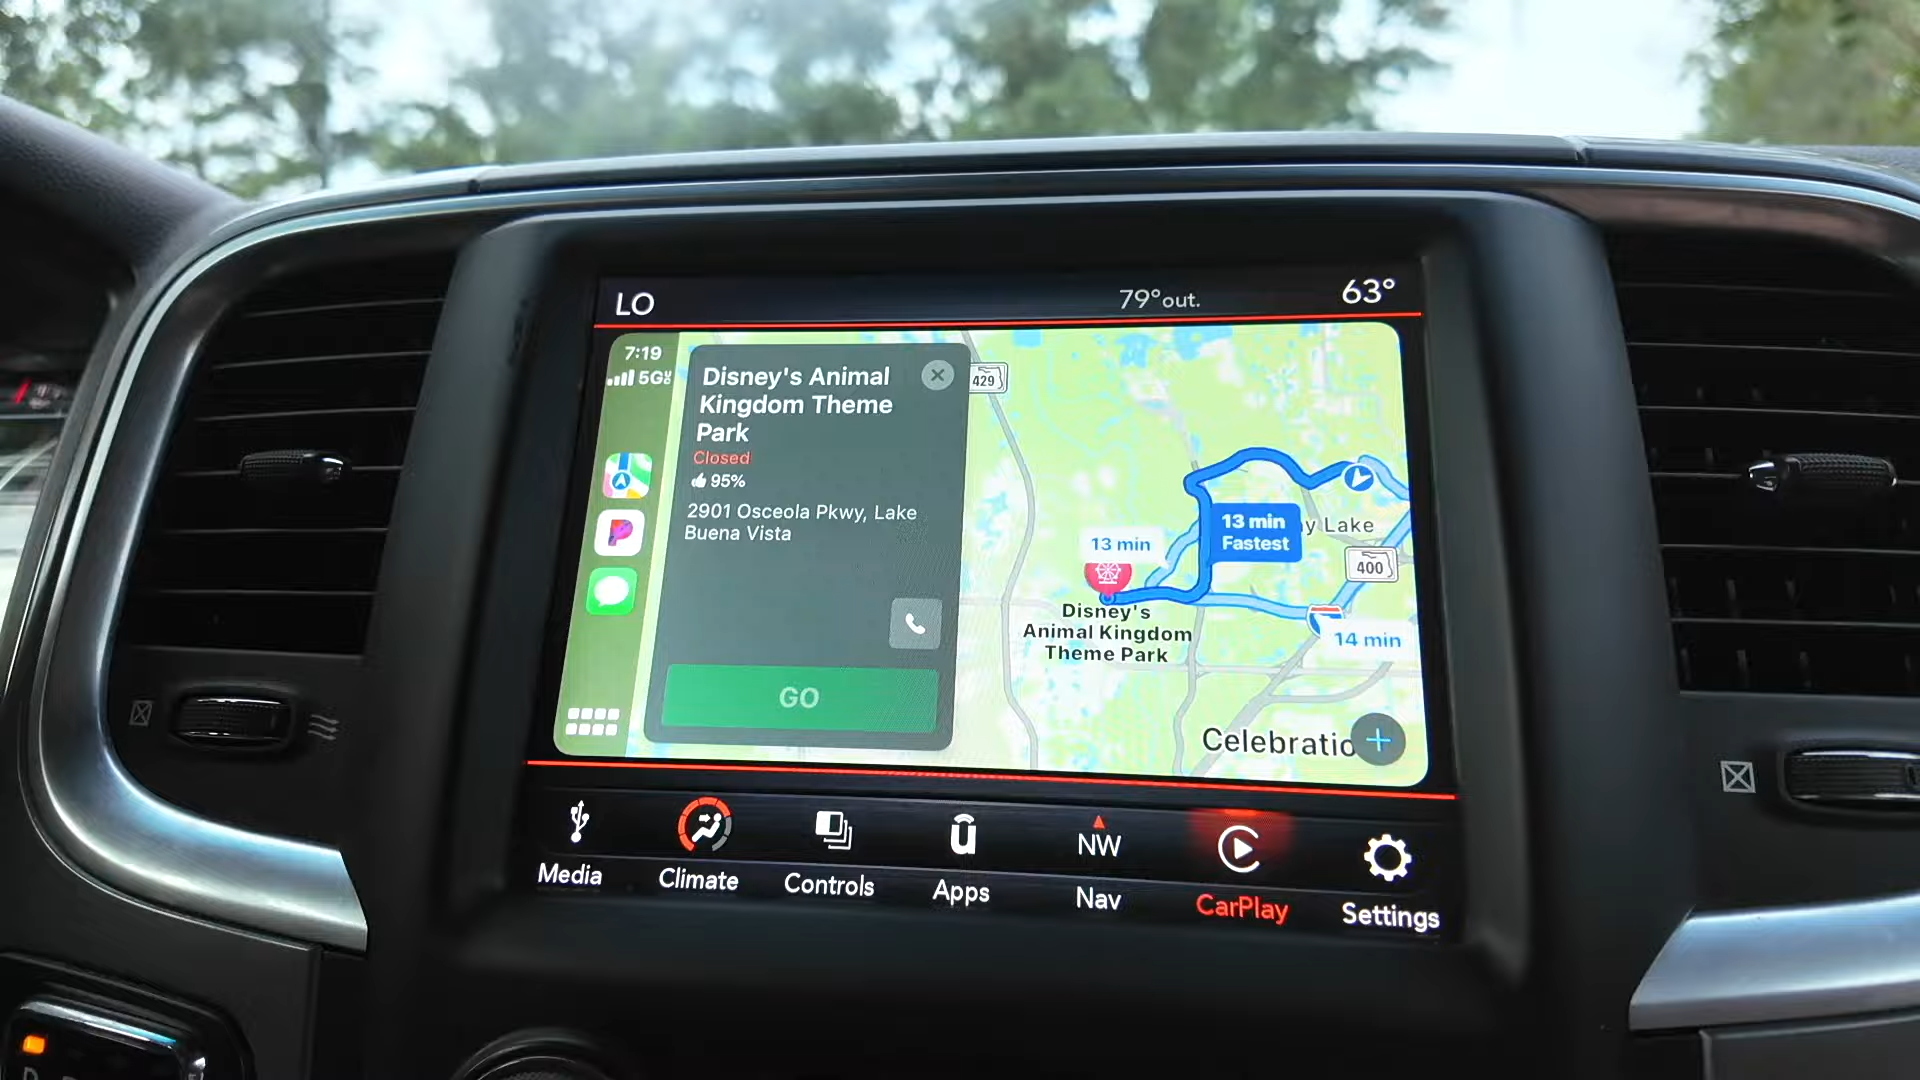 LO
79°out.
63°
7:19
5G
Disney's Animal
Kingdom Theme
Park
Closed
95%
2901 Osceola Pkwy, Lake
Buena Vista
GO
429
13 min
Fastest
y Lake
13 min
400
Disney's
Animal Kingdom
Theme Park
14 min
Celebratio
Media
Climate
Controls
Apps
NW
Nav
CarPlay
Settings